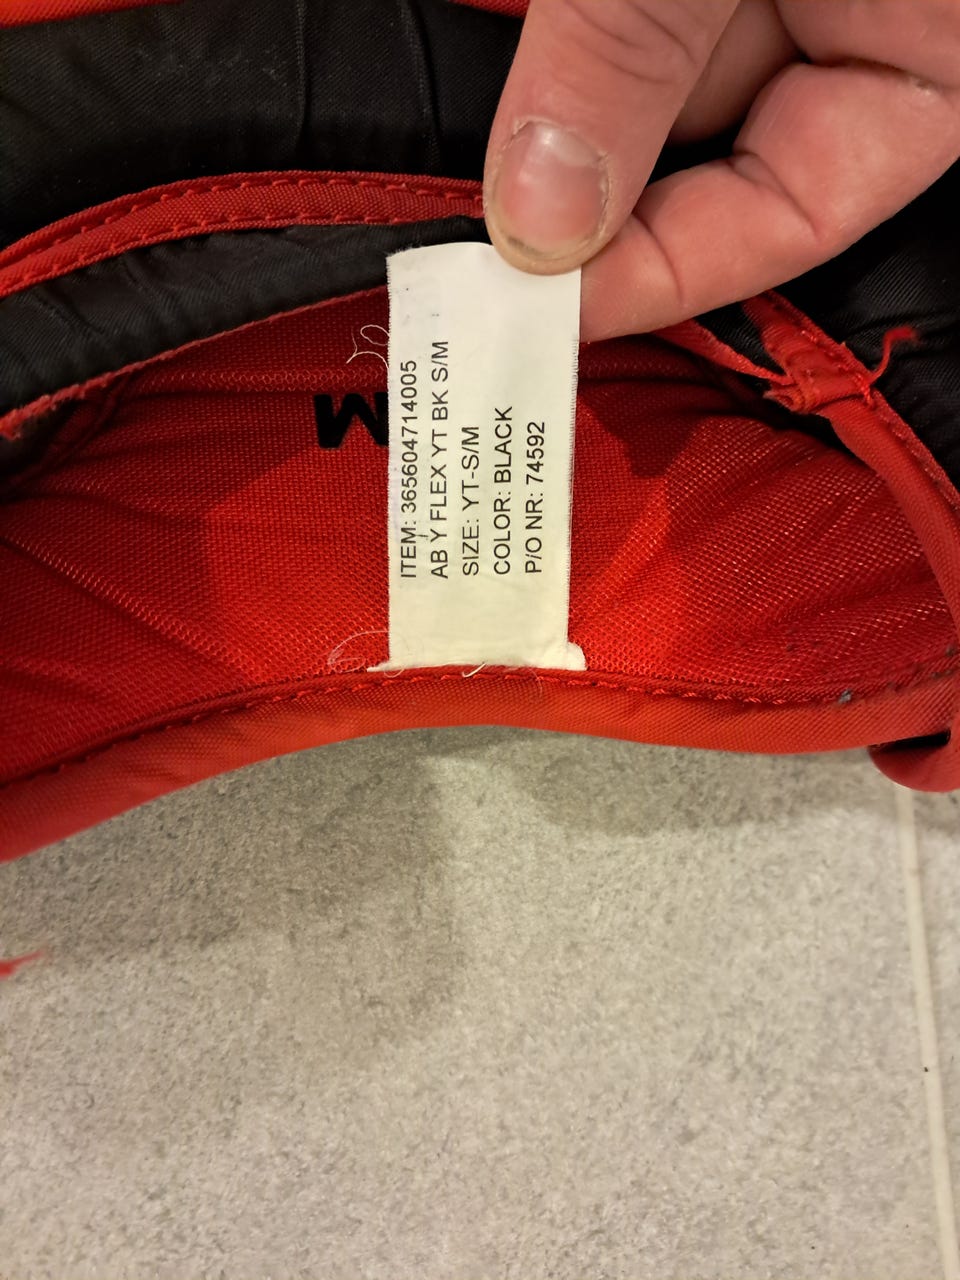 ITEM: 365604714005
AB Y FLEX YT BK S/M
SIZE: YT-S/M
COLOR: BLACK
P/O NR: 74592
M